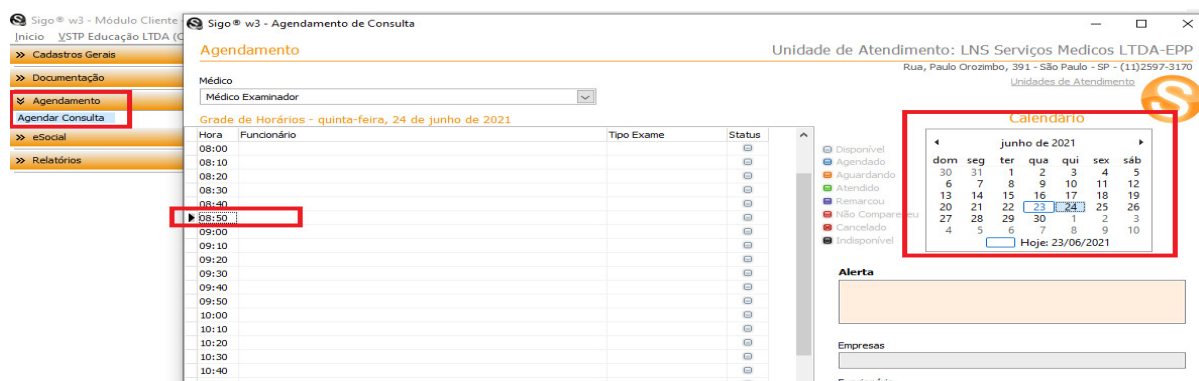 Sigo® w3 - Módulo Cliente
Inicio VSTP Educação LTDA (C
>> Cadastros Gerais
>> Documentação
Agendamento
Agendar Consulta
>> eSocial
>> Relatórios
Sigo® w3 - Agendamento de Consulta
Agendamento
Unidade de Atendimento: LNS Serviços Medicos LTDA-EPP
Rua, Paulo Orozimbo, 391 - São Paulo - SP - (11)2597-3170
Unidades de Atendimento
Médico
Médico Examinador
Grade de Horários - quinta-feira, 24 de junho de 2021
Hora Funcionário Tipo Exame Status
08:00
08:10
08:20
08:30
08:40
08:50
09:00
09:10
09:20
09:30
09:40
09:50
10:00
10:10
10:20
10:30
10:40
Disponível
Agendado
Aguardando
Atendido
Remarcou
Não Compareceu
Cancelado
Indisponível
Calendário
junho de 2021
dom seg ter qua qui sex sáb
30 31 1 2 3 4 5
6 7 8 9 10 11 12
13 14 15 16 17 18 19
20 21 22 23 24 25 26
27 28 29 30 1 2 3
4 5 6 7 8 9 10
Hoje: 23/06/2021
Alerta
Empresas